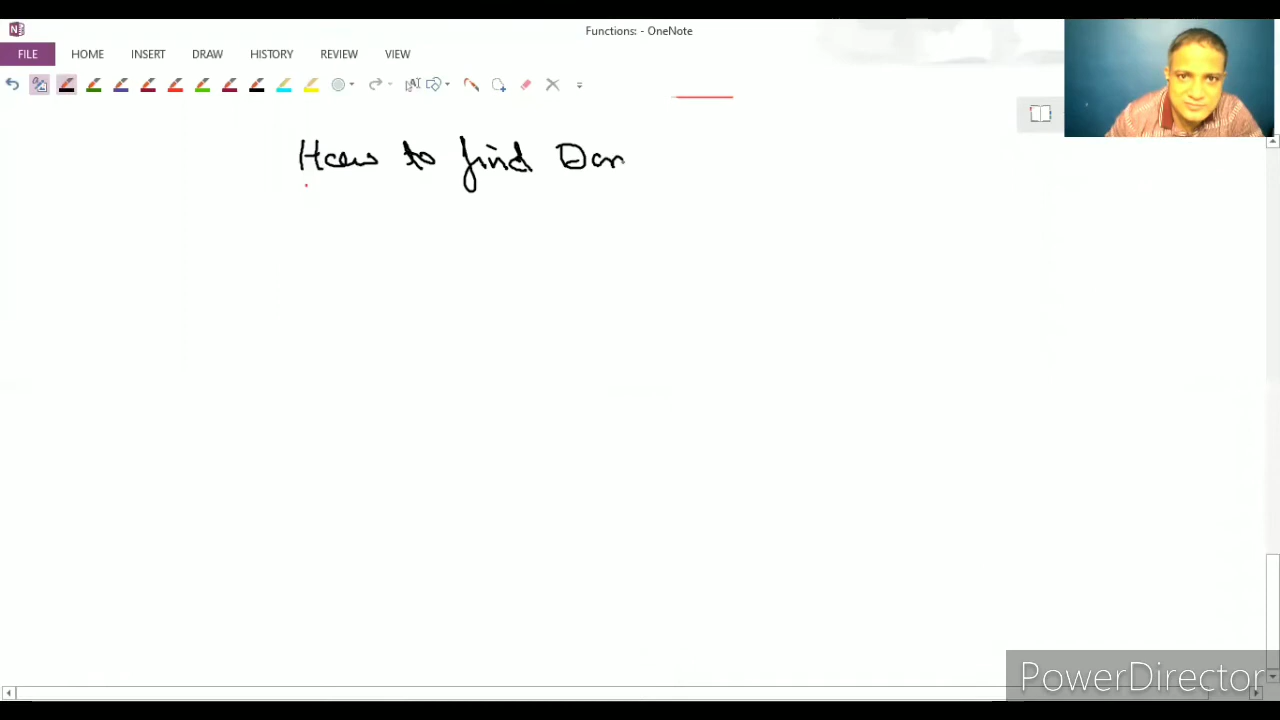 Functions: - OneNote
FILE HOME INSERT DRAW HISTORY REVIEW VIEW
How to find Dom
PowerDirector